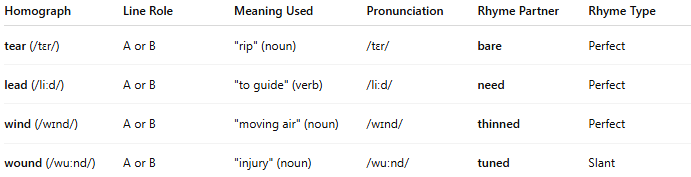 Homograph Line Role Meaning Used Pronunciation Rhyme Partner Rhyme Type
tear (/tɛr/) A or B "rip" (noun) /tɛr/ bare Perfect
lead (/liːd/) A or B "to guide" (verb) /liːd/ need Perfect
wind (/wɪnd/) A or B "moving air" (noun) /wɪnd/ thinned Perfect
wound (/wuːnd/) A or B "injury" (noun) /wuːnd/ tuned Slant